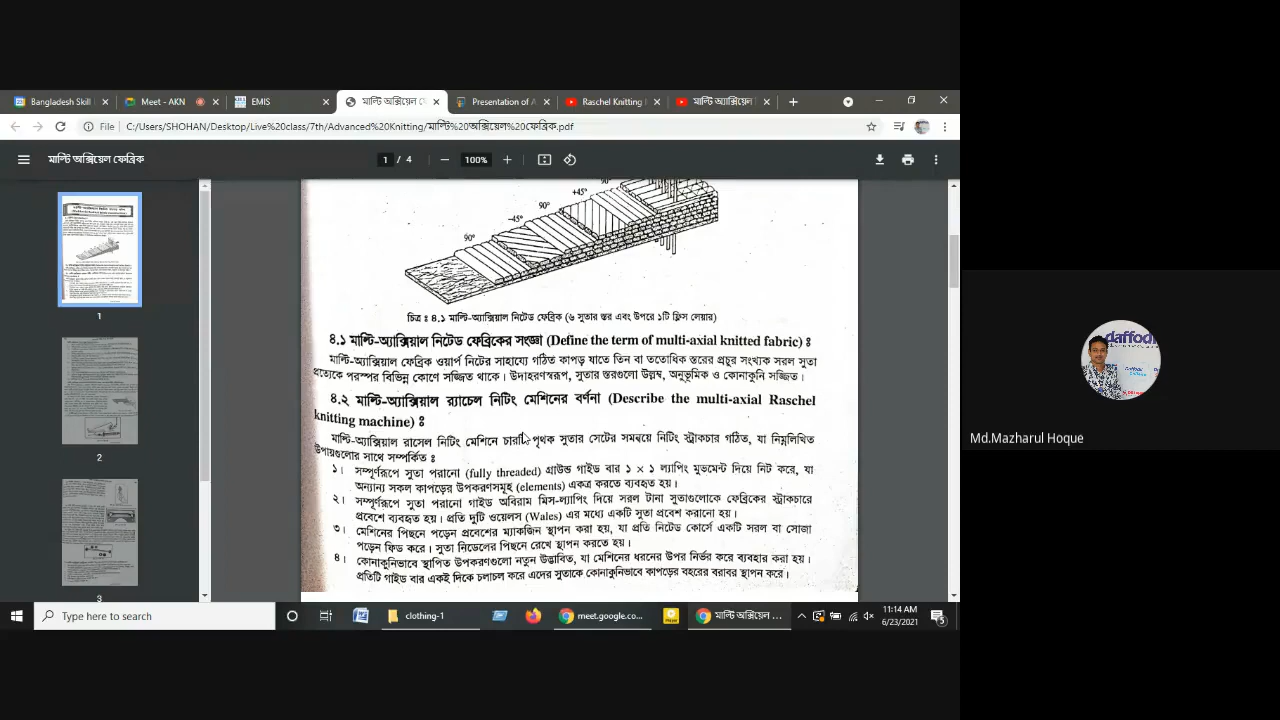 Bangladesh Skill
Meet - AKN
EMIS
মাল্টি অক্সিয়েল ফে
Presentation of A
Raschel Knitting
মাল্টি অ্যাক্সিয়েল
File
C:/Users/SHOHAN/Desktop/Live%20class/7th/Advanced%20Knitting/মাল্টি%20অক্সিয়েল%20ফেব্রিক.pdf
মাল্টি অক্সিয়েল ফেব্রিক
1 / 4
100%
90°
+45°
90°
-45°
90°
চিত্র ঃ ৪.১ মাল্টি-অ্যাক্সিয়াল নিটেড ফেব্রিক (৬ সুতার স্তর এবং উপরে ১টি ফ্লিস লেয়ার)
৪.১ মাল্টি-অ্যাক্সিয়াল নিটেড ফেব্রিকের সংজ্ঞা (Define the term of multi-axial knitted fabric) ঃ
মাল্টি-অ্যাক্সিয়াল ফেব্রিক ওয়ার্প নিটের সাহায্যে গঠিত কাপড় যাতে তিন বা ততোধিক স্তরের প্রচুর সংখ্যক সরল সুতা
প্রত্যেকে পরস্পর বিভিন্ন কোণে সজ্জিত থাকে। উদাহরণস্বরূপ, সুতার স্তরগুলো উল্লম্ব, অনুভূমিক ও কোনাকুনি সজ্জিত।
৪.২ মাল্টি-অ্যাক্সিয়াল র‍্যাচেল নিটিং মেশিনের বর্ণনা (Describe the multi-axial Raschel
knitting machine) ঃ
মাল্টি-অ্যাক্সিয়াল রাসেল নিটিং মেশিনে চারটি পৃথক সুতার সেটের সমন্বয়ে নিটিং স্ট্রাকচার গঠিত, যা নিম্নলিখিত
উপায়গুলোর সাথে সম্পর্কিত ঃ
১। সম্পূর্ণরূপে সুতা পরানো (fully threaded) গ্রাউন্ড গাইড বার ১ × ১ ল্যাপিং মুভমেন্ট দিয়ে নিট করে, যা
অন্যান্য সকল কাপড়ের উপকরণসমূহ (elements) একত্র করতে ব্যবহৃত হয়।
২। সম্পূর্ণরূপে সুতা পরানো গাইড অবিরাম মিস-ল্যাপিং দিয়ে সরল টানা সুতাগুলোকে ফেব্রিকের স্ট্রাকচারে
প্রবেশে ব্যবহৃত হয়। প্রতি দুটি ওয়েলস (Wales) এর মধ্যে একটি সুতা প্রবেশ করানো হয়।
৩। মেশিনের পিছনে পড়েন প্রবেশের ম্যাগাজিন স্থাপন করা হয়, যা প্রতি নিটেড কোর্সে একটি সরল বা সোজা
পড়েন ফিড করে। সুতা নিডেলের পিছনে মেঝে স্থাপন করতে হয়।
৪। কোনাকুনিভাবে স্থাপিত উপকরণগুলো নতুন উদ্ভাবিত, যা মেশিনের ধরনের উপর নির্ভর করে ব্যবহার করা হয়।
প্রতিটি গাইড বার একই দিকে চলাচল করে এদের সুতাকে কোনাকুনিভাবে কাপড়ের বহরের বরাবর স্থাপন করে।
1
2
3
daffodil
Md.Mazharul Hoque
Type here to search
clothing-1
meet.google.co...
মাল্টি অক্সিয়েল ...
11:14 AM
6/23/2021
5